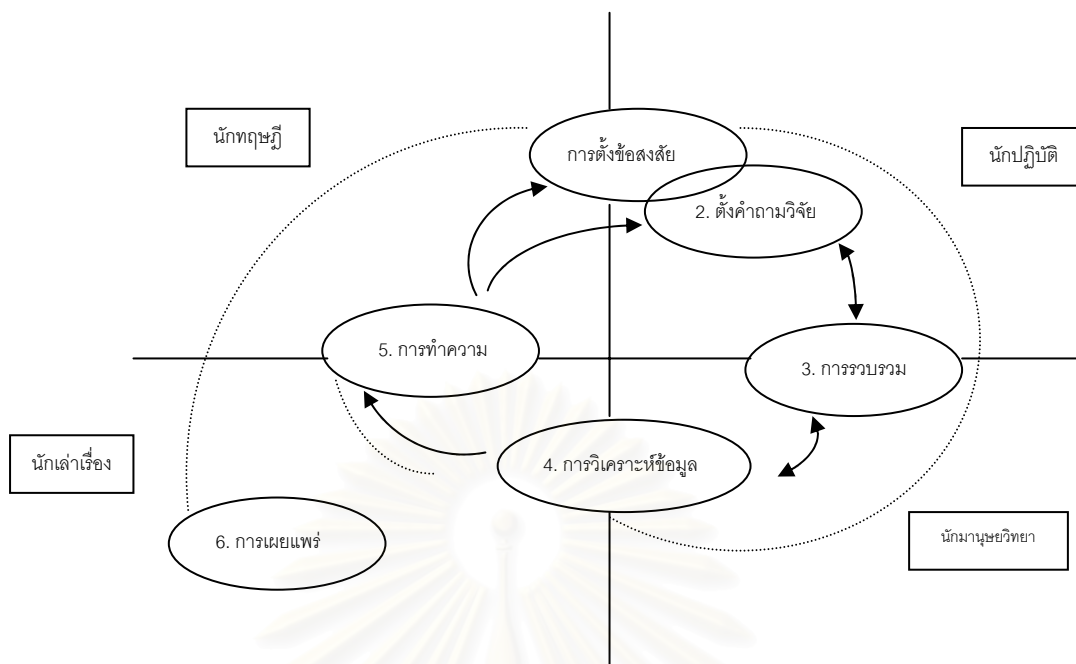 นักทฤษฎี
นักปฏิบัติ
การตั้งข้อสงสัย
2. ตั้งคำถามวิจัย
5. การทำความ
3. การรวบรวม
นักเล่าเรื่อง
4. การวิเคราะห์ข้อมูล
6. การเผยแพร่
นักมานุษยวิทยา